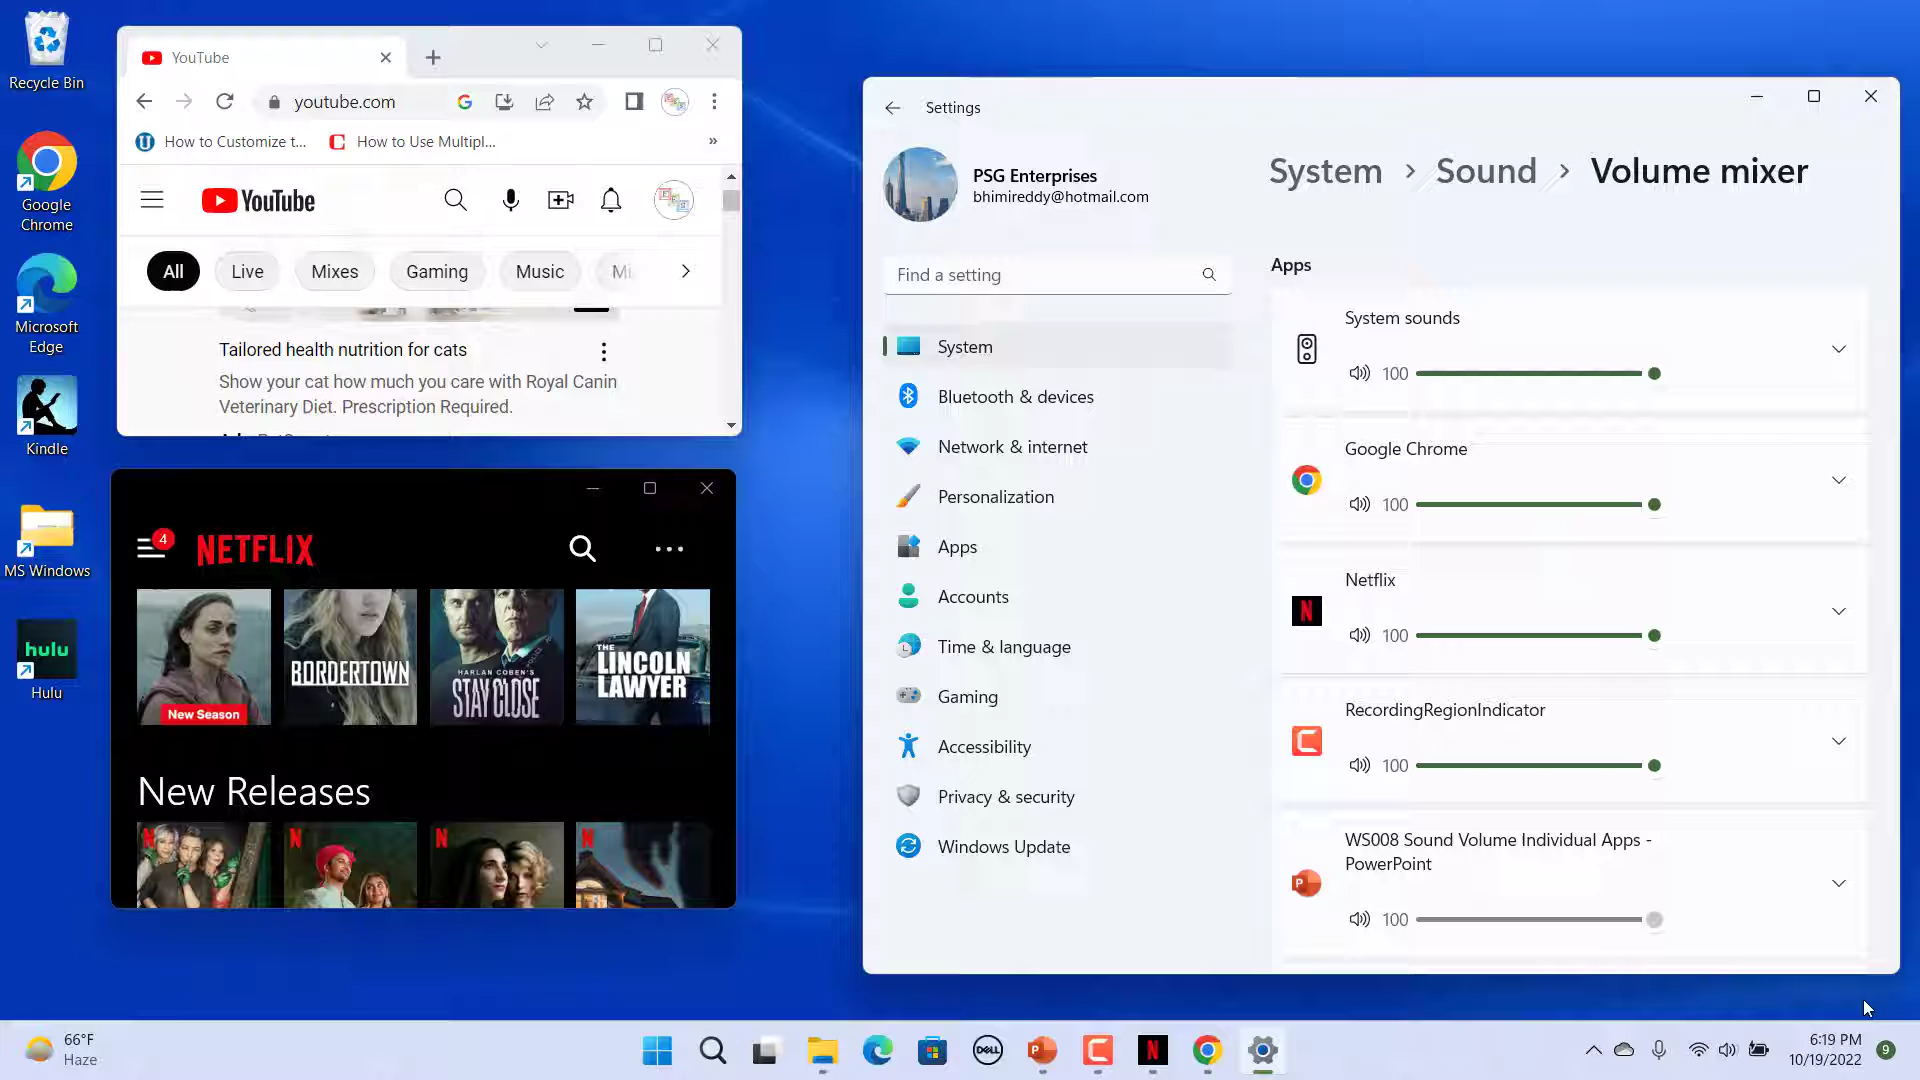 Recycle Bin
Google
Chrome
Microsoft
Edge
Kindle
MS Windows
hulu
Hulu
YouTube
youtube.com
How to Customize t...
How to Use Multipl...
YouTube
All
Live
Mixes
Gaming
Music
Mi
Tailored health nutrition for cats
Show your cat how much you care with Royal Canin
Veterinary Diet. Prescription Required.
4
NETFLIX
New Season
BORDERTOWN
HARLAN COBEN'S
STAY CLOSE
THE
LINCOLN
LAWYER
New Releases
N
N
N
N
Settings
PSG Enterprises
bhimireddy@hotmail.com
Find a setting
System
Bluetooth & devices
Network & internet
Personalization
Apps
Accounts
Time & language
Gaming
Accessibility
Privacy & security
Windows Update
System > Sound > Volume mixer
Apps
System sounds
100
Google Chrome
100
N
Netflix
100
RecordingRegionIndicator
100
WS008 Sound Volume Individual Apps -
PowerPoint
P
100
66°F
Haze
DELL
P
N
6:19 PM
10/19/2022
9